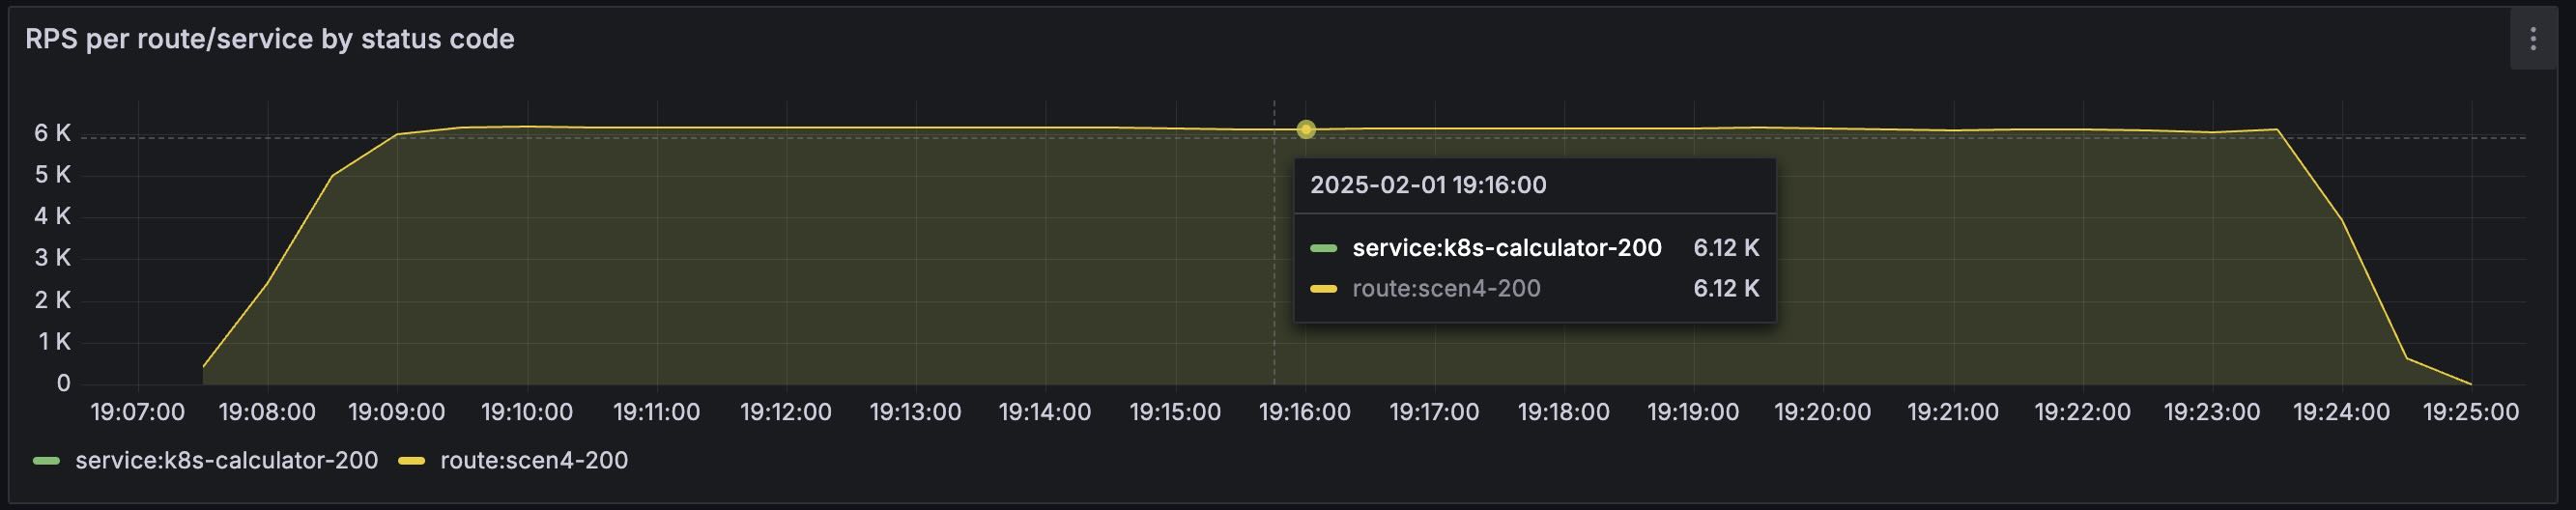 RPS per route/service by status code
6 K
5 K
4 K
3 K
2 K
1 K
0
2025-02-01 19:16:00
service:k8s-calculator-200 6.12 K
route:scen4-200 6.12 K
19:07:00 19:08:00 19:09:00 19:10:00 19:11:00 19:12:00 19:13:00 19:14:00 19:15:00 19:16:00 19:17:00 19:18:00 19:19:00 19:20:00 19:21:00 19:22:00 19:23:00 19:24:00 19:25:00
service:k8s-calculator-200 route:scen4-200